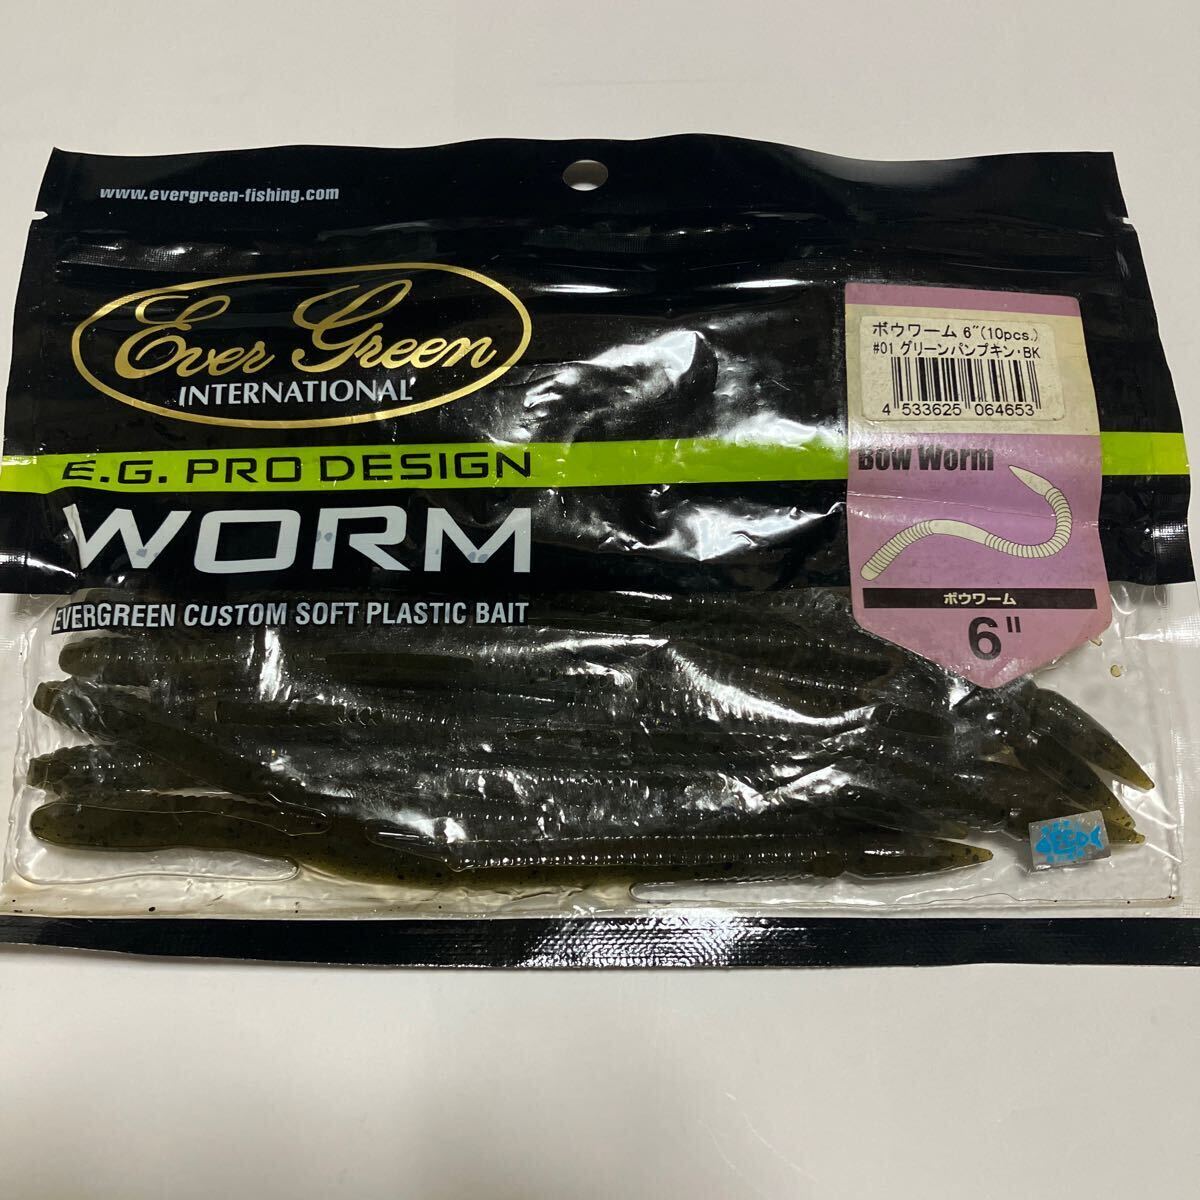 www.evergreen-fishing.com
Ever Green
INTERNATIONAL
E.G. PRO DESIGN
WORM
EVERGREEN CUSTOM SOFT PLASTIC BAIT
ボウワーム 6″(10pcs.)
#01 グリーンパンプキン・BK
4 533625 064653
Bow Worm
ボウワーム
6"